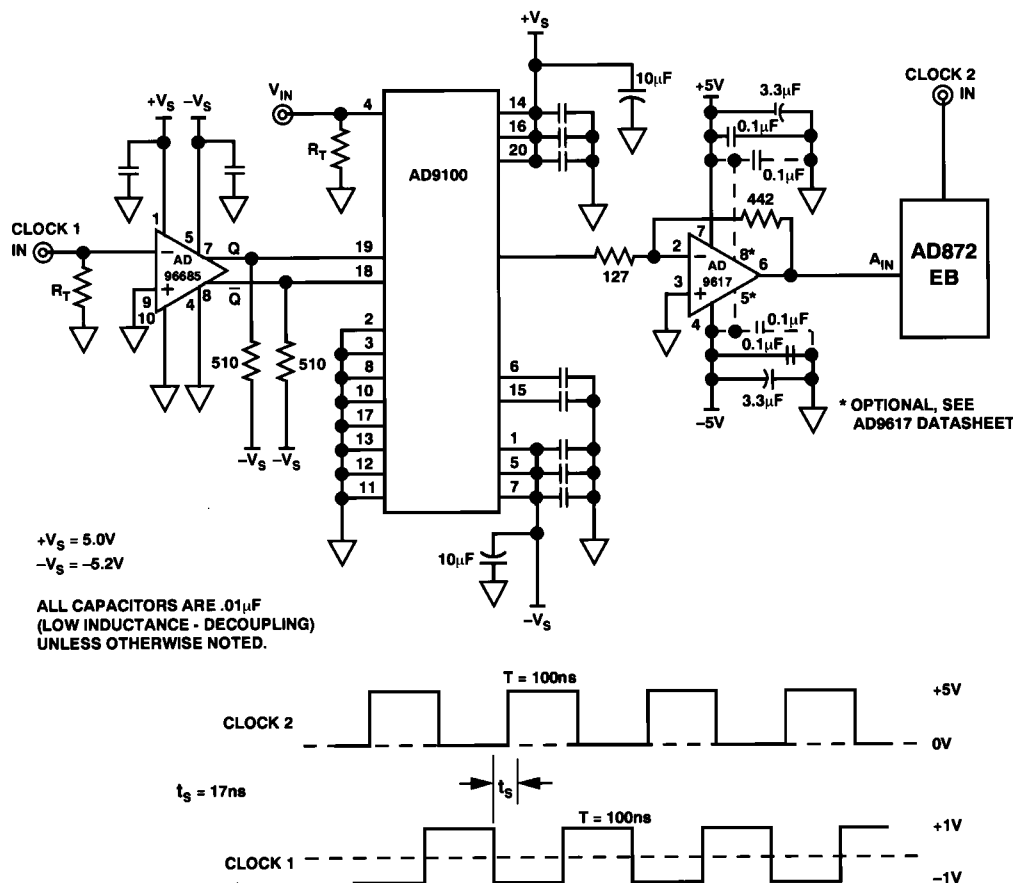 +VS
10µF
CLOCK 2
IN
+5V
3.3µF
0.1µF
0.1µF
VIN
4
RT
AD9100
14
16
20
+VS
–VS
442
AD872
EB
AIN
CLOCK 1
IN
RT
1
5
7
Q
–
AD
96685
+
9
10
4
8
Q
19
18
127
2
7
8*
–
AD
9617
6
3
+
5*
4
510
510
–VS
–VS
2
3
8
10
17
13
12
11
6
15
1
5
7
0.1µF
0.1µF
3.3µF
–5V
* OPTIONAL, SEE
AD9617 DATASHEET
10µF
–VS
+VS = 5.0V
–VS = –5.2V
ALL CAPACITORS ARE .01µF
(LOW INDUCTANCE - DECOUPLING)
UNLESS OTHERWISE NOTED.
T = 100ns
CLOCK 2
+5V
0V
tS = 17ns
tS
T = 100ns
CLOCK 1
+1V
–1V